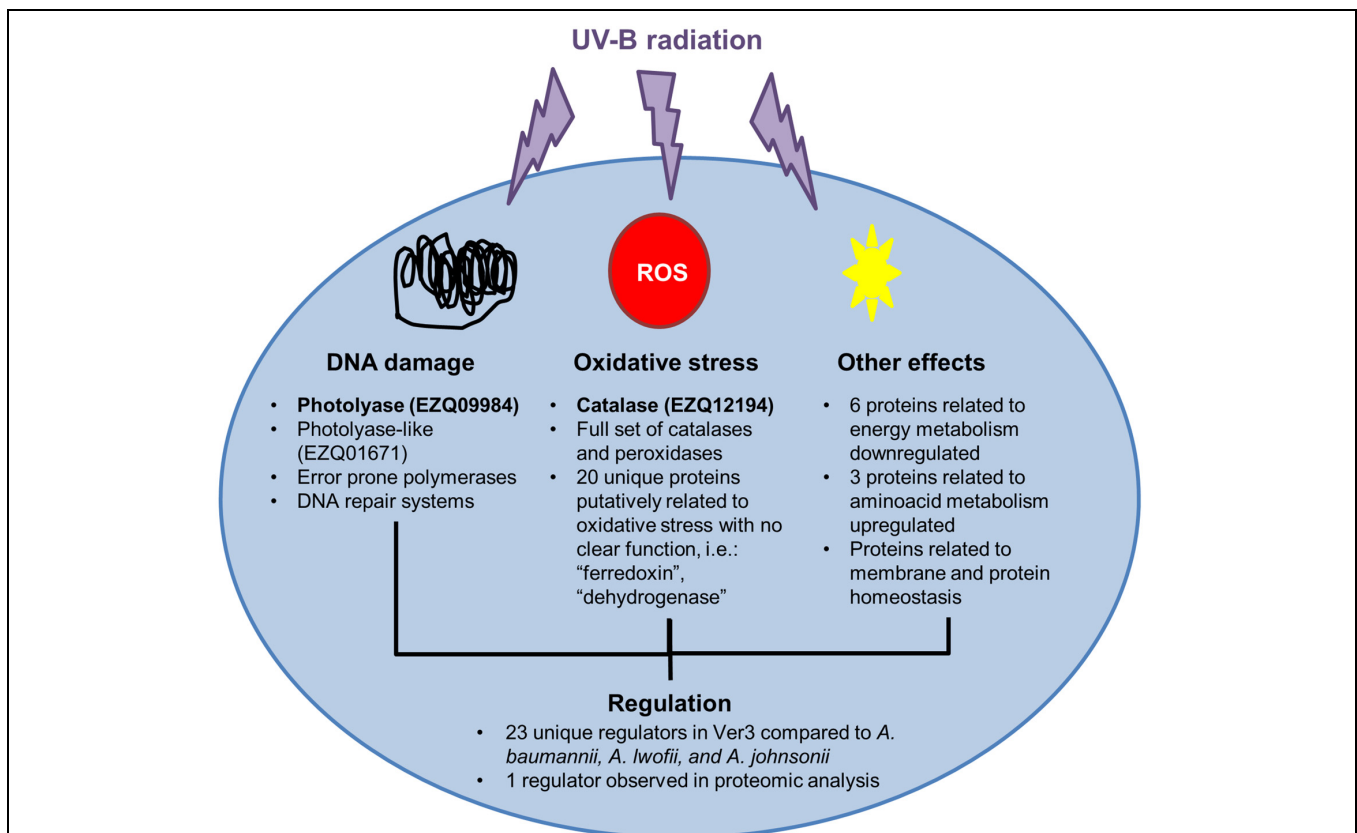 UV-B radiation
ROS
DNA damage
• Photolyase (EZQ09984)
• Photolyase-like
(EZQ01671)
• Error prone polymerases
• DNA repair systems
Oxidative stress
• Catalase (EZQ12194)
• Full set of catalases
and peroxidases
• 20 unique proteins
putatively related to
oxidative stress with no
clear function, i.e.:
“ferredoxin”,
“dehydrogenase”
Other effects
• 6 proteins related to
energy metabolism
downregulated
• 3 proteins related to
aminoacid metabolism
upregulated
• Proteins related to
membrane and protein
homeostasis
Regulation
• 23 unique regulators in Ver3 compared to A.
baumannii, A. lwofii, and A. johnsonii
• 1 regulator observed in proteomic analysis